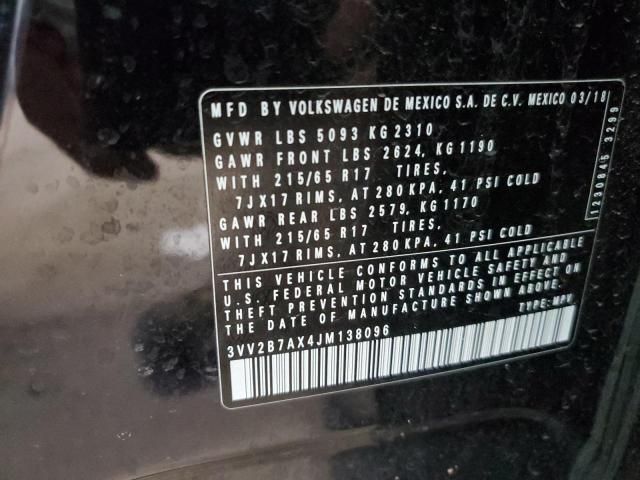 MFD BY VOLKSWAGEN DE MEXICO S.A. DE C.V. MEXICO 03/18
GVWR LBS 5093 KG 2310
GAWR FRONT LBS 2624, KG 1190
WITH 215/65 R17 TIRES,
7JX17 RIMS, AT 280 KPA, 41 PSI COLD
GAWR REAR LBS 2579, KG 1170
WITH 215/65 R17 TIRES,
7JX17 RIMS, AT 280 KPA, 41 PSI COLD
THIS VEHICLE CONFORMS TO ALL APPLICABLE
U.S. FEDERAL MOTOR VEHICLE SAFETY AND
THEFT PREVENTION STANDARDS IN EFFECT ON
THE DATE OF MANUFACTURE SHOWN ABOVE.
TYPE: MPV
3VV2B7AX4JM138096
1230845 3299